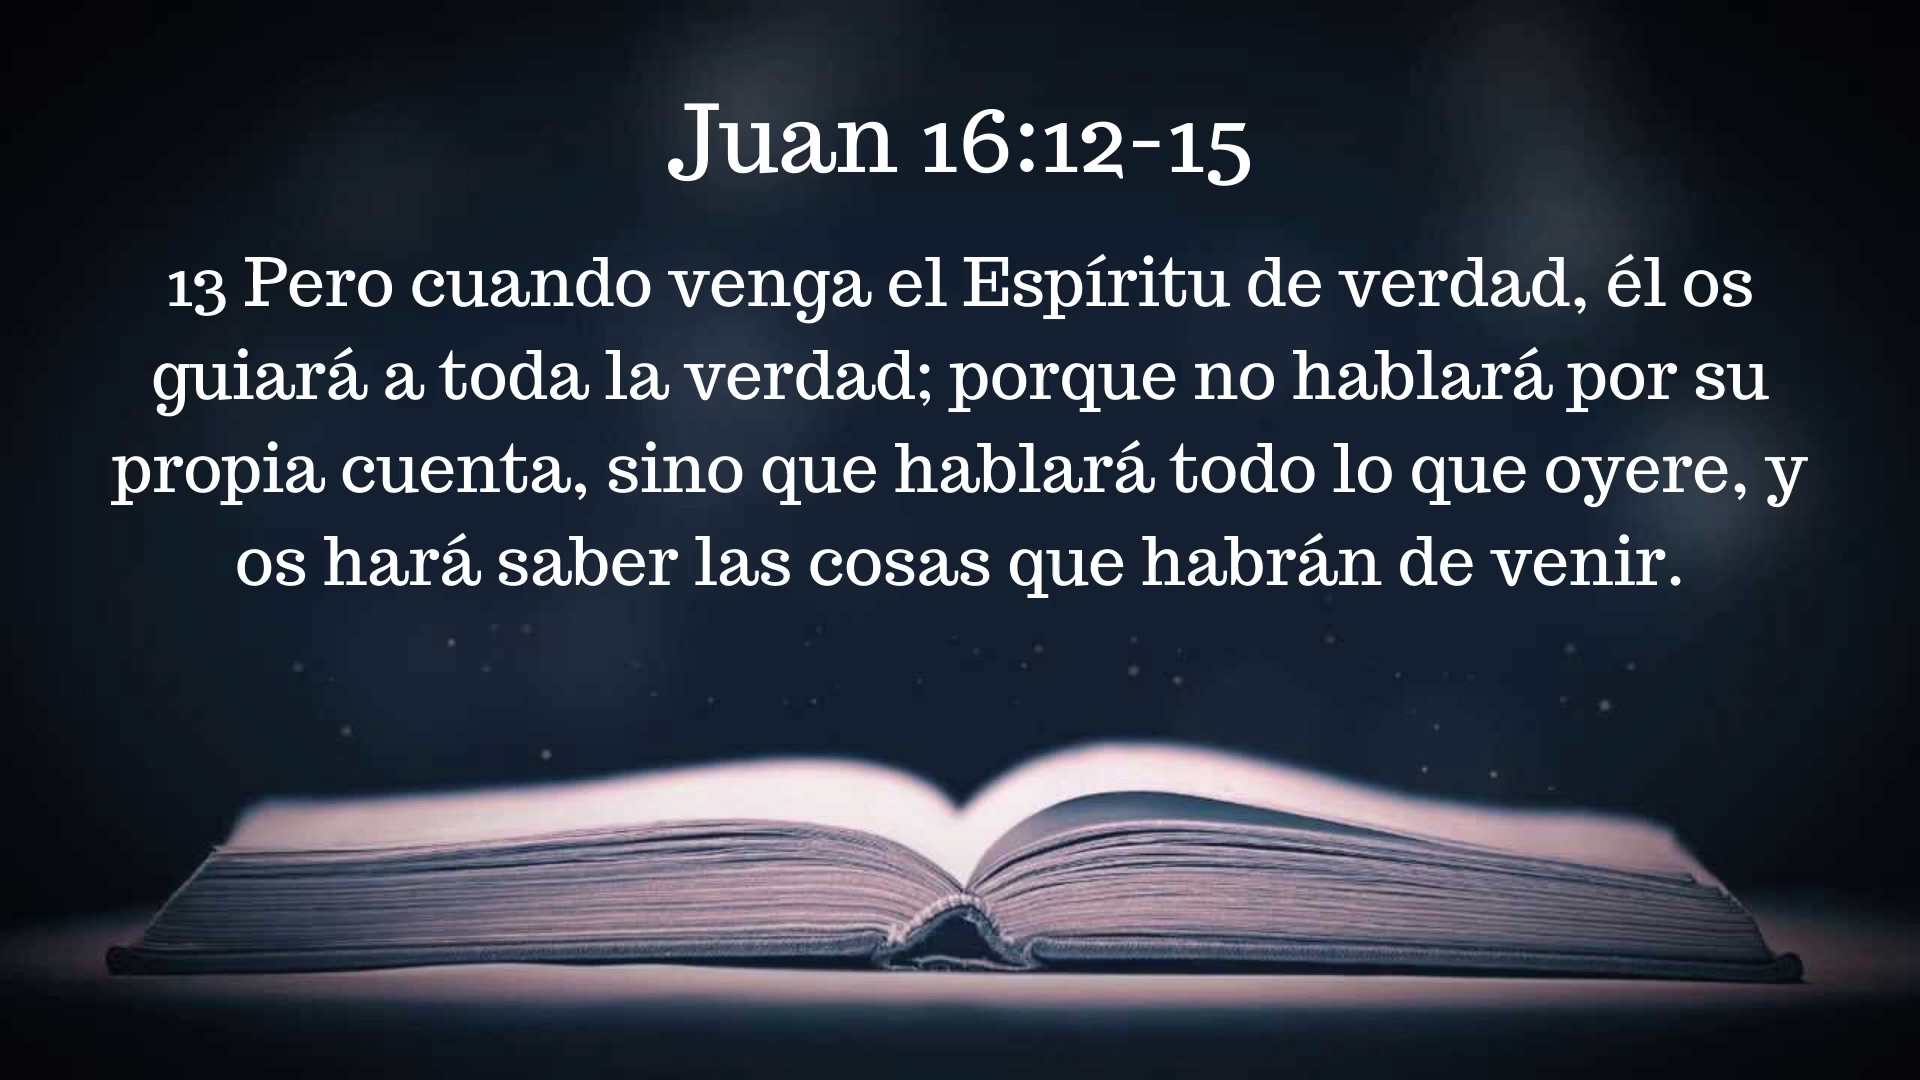 Juan 16:12-15
13 Pero cuando venga el Espíritu de verdad, él os
guiará a toda la verdad; porque no hablará por su
propia cuenta, sino que hablará todo lo que oyere, y
os hará saber las cosas que habrán de venir.